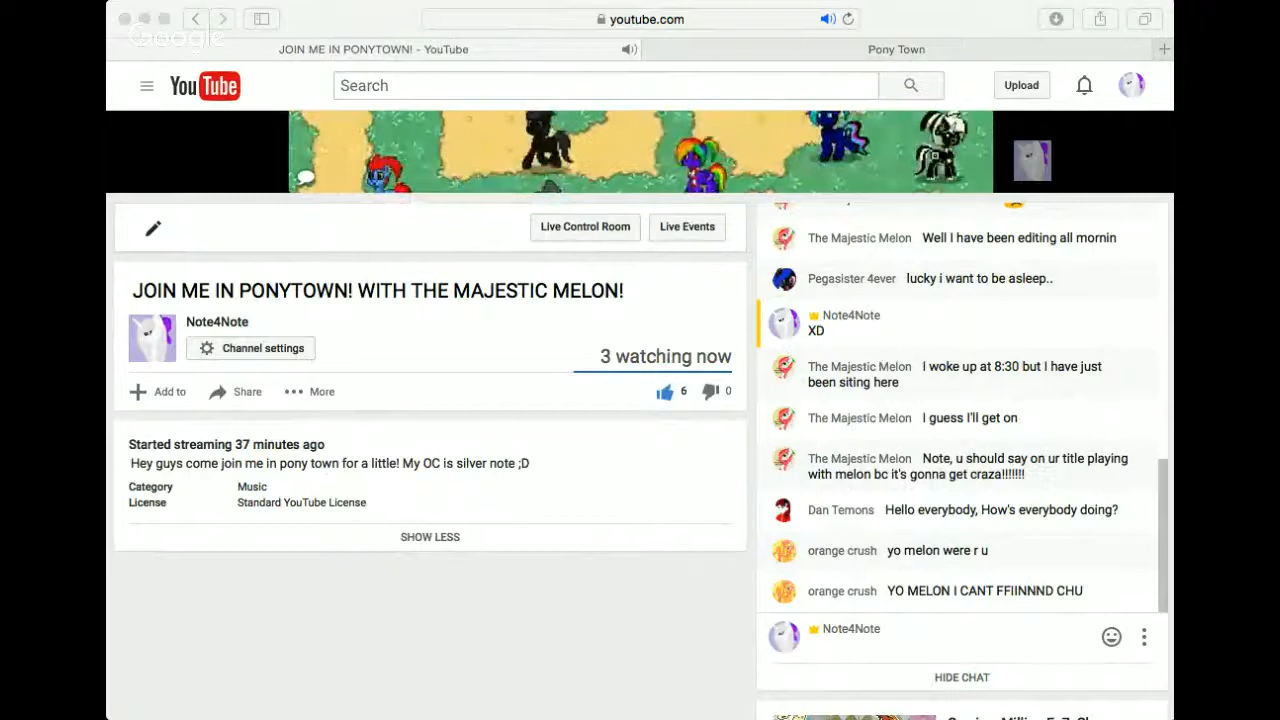 youtube.com
Google
JOIN ME IN PONYTOWN! - YouTube
Pony Town
YouTube
Search
Upload
Live Control Room
Live Events
JOIN ME IN PONYTOWN! WITH THE MAJESTIC MELON!
Note4Note
Channel settings
3 watching now
Add to
Share
More
6
0
Started streaming 37 minutes ago
Hey guys come join me in pony town for a little! My OC is silver note ;D
Category Music
License Standard YouTube License
SHOW LESS
The Majestic Melon Well I have been editing all mornin
Pegasister 4ever lucky i want to be asleep..
Note4Note
XD
The Majestic Melon I woke up at 8:30 but I have just
been siting here
The Majestic Melon I guess I'll get on
The Majestic Melon Note, u should say on ur title playing
with melon bc it's gonna get craza!!!!!!!
Dan Temons Hello everybody, How's everybody doing?
orange crush yo melon were r u
orange crush YO MELON I CANT FFIINNND CHU
Note4Note
HIDE CHAT